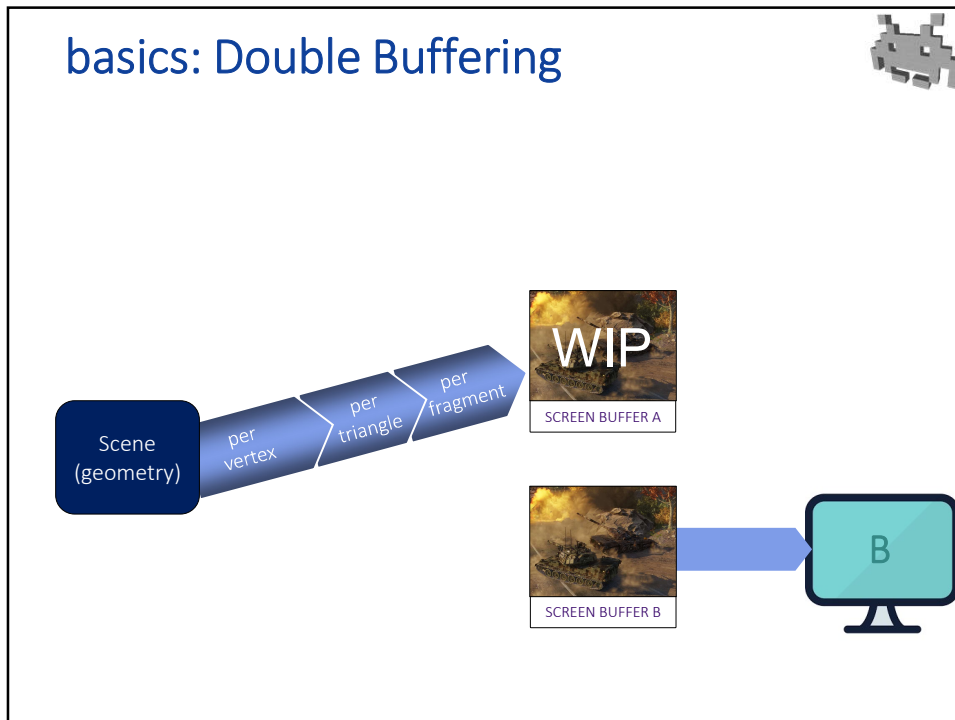 basics: Double Buffering
WIP
SCREEN BUFFER A
per
vertex
per
triangle
per
fragment
Scene
(geometry)
SCREEN BUFFER B
B